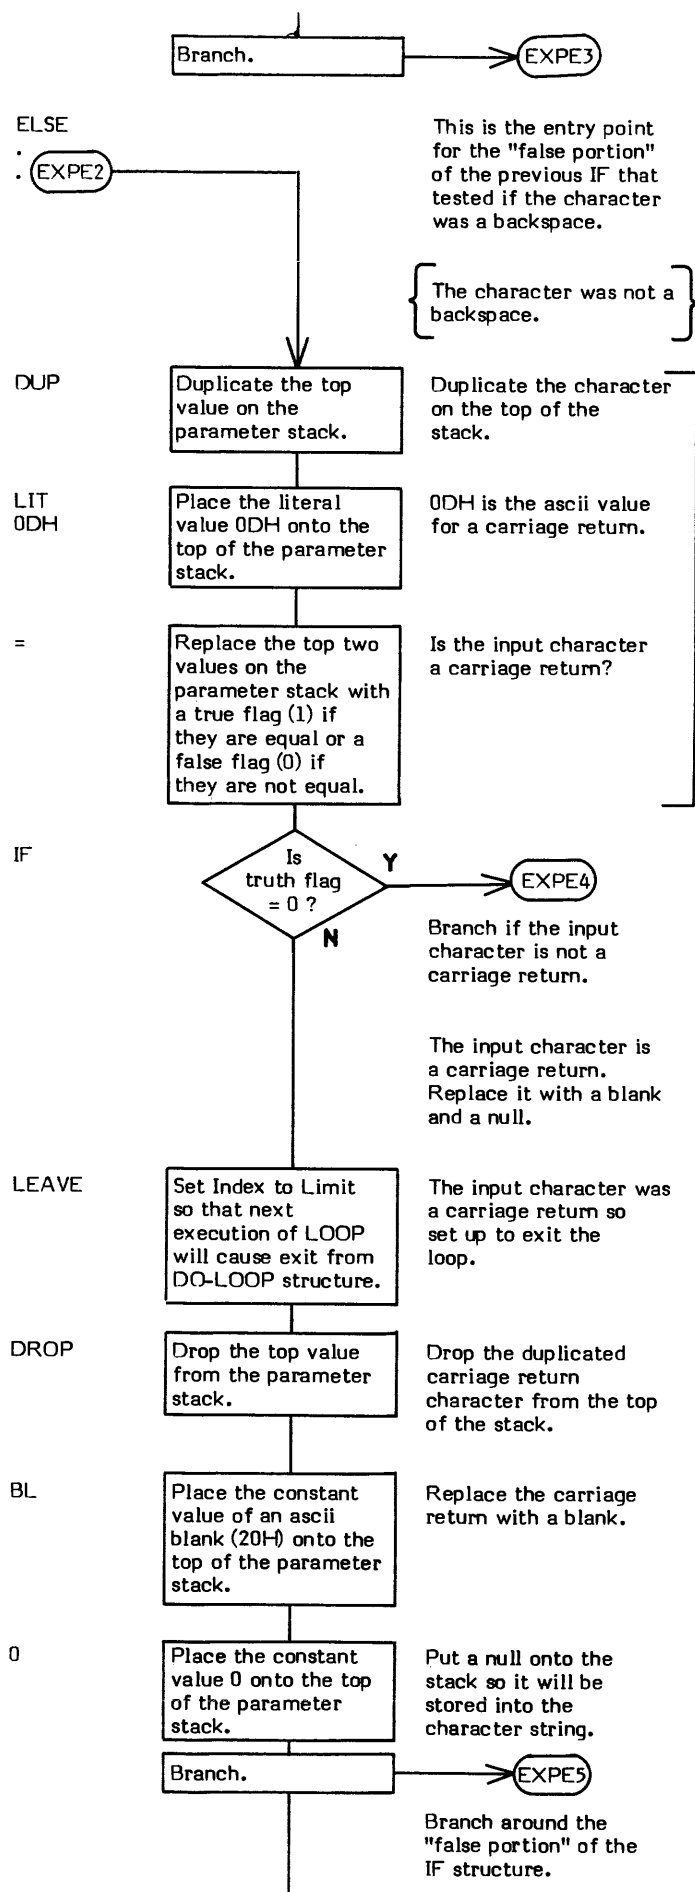 Branch.
EXPE3
ELSE
:
EXPE2
This is the entry point
for the "false portion"
of the previous IF that
tested if the character
was a backspace.
The character was not a
backspace.
DUP
Duplicate the top
value on the
parameter stack.
Duplicate the character
on the top of the
stack.
LIT
0DH
Place the literal
value 0DH onto the
top of the parameter
stack.
0DH is the ascii value
for a carriage return.
=
Replace the top two
values on the
parameter stack with
a true flag (1) if
they are equal or a
false flag (0) if
they are not equal.
Is the input character
a carriage return?
IF
Is
truth flag
= 0 ?
Y
EXPE4
N
Branch if the input
character is not a
carriage return.
The input character is
a carriage return.
Replace it with a blank
and a null.
LEAVE
Set Index to Limit
so that next
execution of LOOP
will cause exit from
DO-LOOP structure.
The input character was
a carriage return so
set up to exit the
loop.
DROP
Drop the top value
from the parameter
stack.
Drop the duplicated
carriage return
character from the top
of the stack.
BL
Place the constant
value of an ascii
blank (20H) onto the
top of the parameter
stack.
Replace the carriage
return with a blank.
0
Place the constant
value 0 onto the top
of the parameter
stack.
Put a null onto the
stack so it will be
stored into the
character string.
Branch.
EXPE5
Branch around the
"false portion" of the
IF structure.